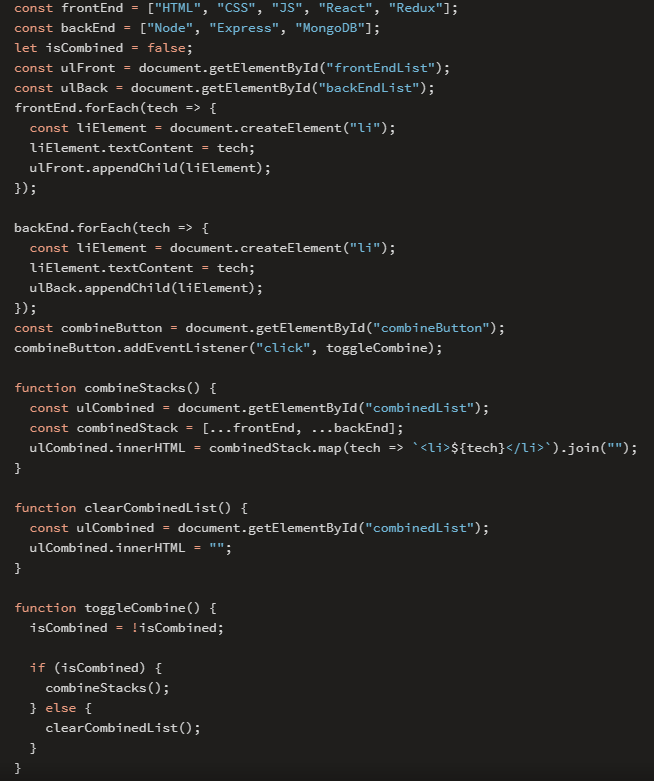 const frontEnd = ["HTML", "CSS", "JS", "React", "Redux"];
const backEnd = ["Node", "Express", "MongoDB"];
let isCombined = false;
const ulFront = document.getElementById("frontEndList");
const ulBack = document.getElementById("backEndList");
frontEnd.forEach(tech => {
  const liElement = document.createElement("li");
  liElement.textContent = tech;
  ulFront.appendChild(liElement);
});

backEnd.forEach(tech => {
  const liElement = document.createElement("li");
  liElement.textContent = tech;
  ulBack.appendChild(liElement);
});
const combineButton = document.getElementById("combineButton");
combineButton.addEventListener("click", toggleCombine);

function combineStacks() {
  const ulCombined = document.getElementById("combinedList");
  const combinedStack = [...frontEnd, ...backEnd];
  ulCombined.innerHTML = combinedStack.map(tech => `<li>${tech}</li>`).join("");
}

function clearCombinedList() {
  const ulCombined = document.getElementById("combinedList");
  ulCombined.innerHTML = "";
}

function toggleCombine() {
  isCombined = !isCombined;

  if (isCombined) {
    combineStacks();
  } else {
    clearCombinedList();
  }
}